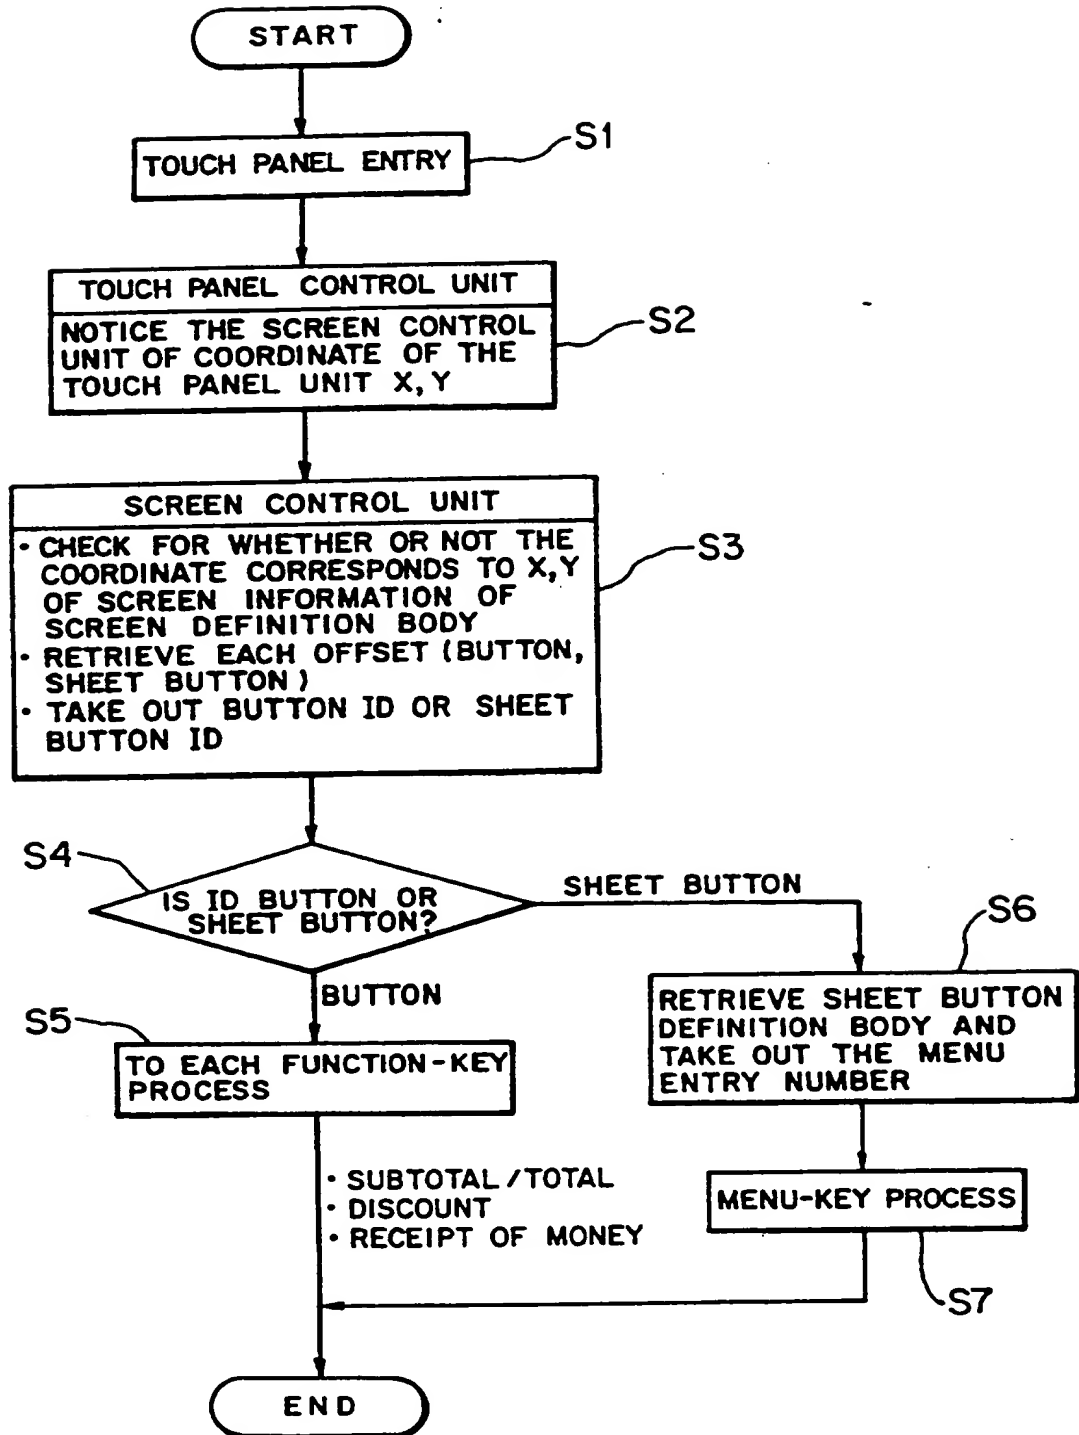 START
TOUCH PANEL ENTRY
S1
TOUCH PANEL CONTROL UNIT
NOTICE THE SCREEN CONTROL
UNIT OF COORDINATE OF THE
TOUCH PANEL UNIT X, Y
S2
SCREEN CONTROL UNIT
· CHECK FOR WHETHER OR NOT THE
COORDINATE CORRESPONDS TO X,Y
OF SCREEN INFORMATION OF
SCREEN DEFINITION BODY
· RETRIEVE EACH OFFSET (BUTTON,
SHEET BUTTON)
· TAKE OUT BUTTON ID OR SHEET
BUTTON ID
S3
S4
IS ID BUTTON OR
SHEET BUTTON?
SHEET BUTTON
BUTTON
S5
TO EACH FUNCTION-KEY
PROCESS
S6
RETRIEVE SHEET BUTTON
DEFINITION BODY AND
TAKE OUT THE MENU
ENTRY NUMBER
· SUBTOTAL/TOTAL
· DISCOUNT
· RECEIPT OF MONEY
MENU-KEY PROCESS
S7
END